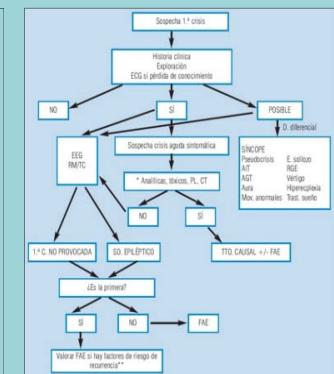 Sospecha 1.ª crisis
Historia clínica
Exploración
ECG si pérdida de conocimiento
NO
SÍ
POSIBLE
D. diferencial
EEG
RM/TC
Sospecha crisis aguda sintomática
SÍNCOPE
Pseudocrisis
AIT
AGT
Aura
Mov. anormales
E. sollozo
RGE
Vértigo
Hiperecplexia
Trast. sueño
* Analíticas, tóxicos, PL, CT
NO
SÍ
1.ª C. NO PROVOCADA
SD. EPILÉPTICO
TTO. CAUSAL +/- FAE
¿Es la primera?
SÍ
NO
FAE
Valorar FAE si hay factores de riesgo de
recurrencia**